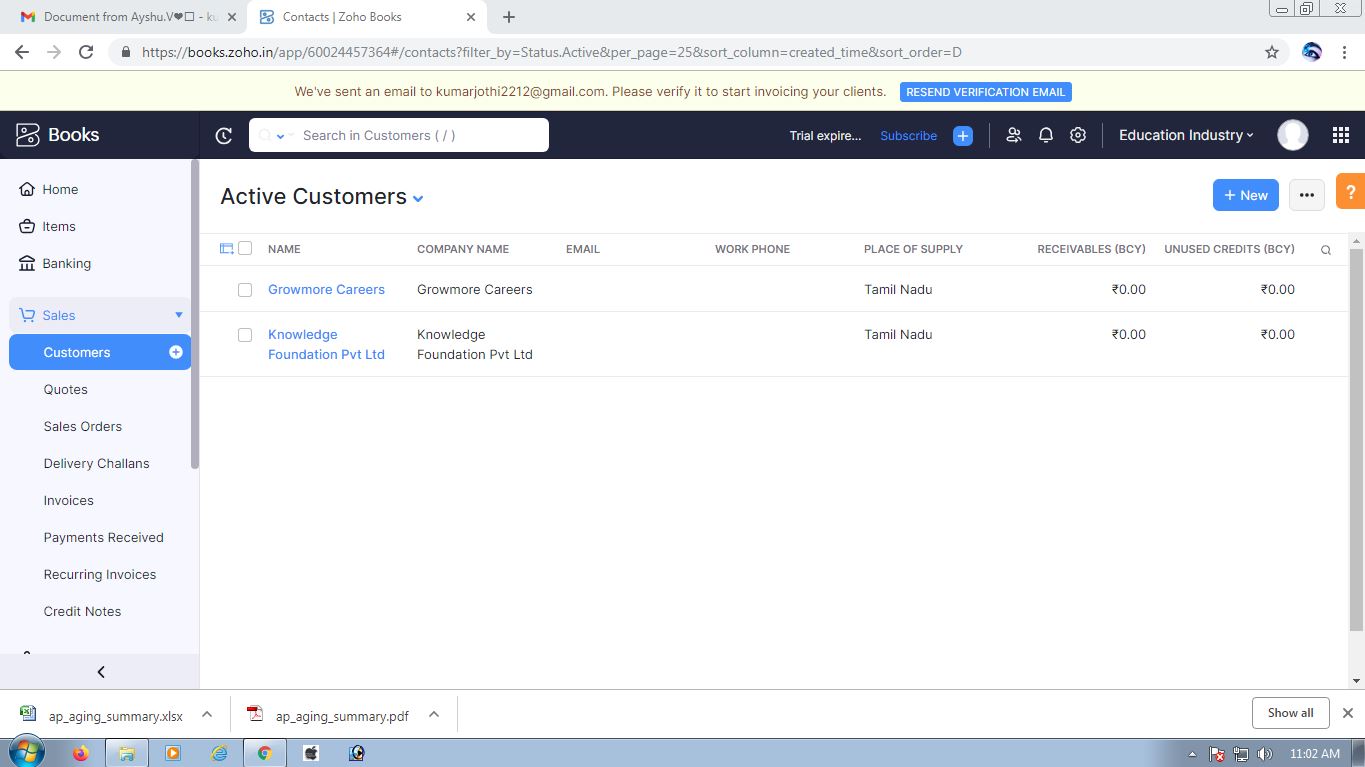 Document from Ayshu.V❤☐ - ku
Contacts | Zoho Books
https://books.zoho.in/app/60024457364#/contacts?filter_by=Status.Active&per_page=25&sort_column=created_time&sort_order=D
We've sent an email to kumarjothi2212@gmail.com. Please verify it to start invoicing your clients. RESEND VERIFICATION EMAIL
Books
Search in Customers ( / )
Trial expire... Subscribe
Education Industry
Home
Items
Banking
Sales
Customers
Quotes
Sales Orders
Delivery Challans
Invoices
Payments Received
Recurring Invoices
Credit Notes
Active Customers
+ New
?
NAME COMPANY NAME EMAIL WORK PHONE PLACE OF SUPPLY RECEIVABLES (BCY) UNUSED CREDITS (BCY)
Growmore Careers Growmore Careers Tamil Nadu ₹0.00 ₹0.00
Knowledge Knowledge Tamil Nadu ₹0.00 ₹0.00
Foundation Pvt Ltd Foundation Pvt Ltd
ap_aging_summary.xlsx
ap_aging_summary.pdf
Show all
11:02 AM